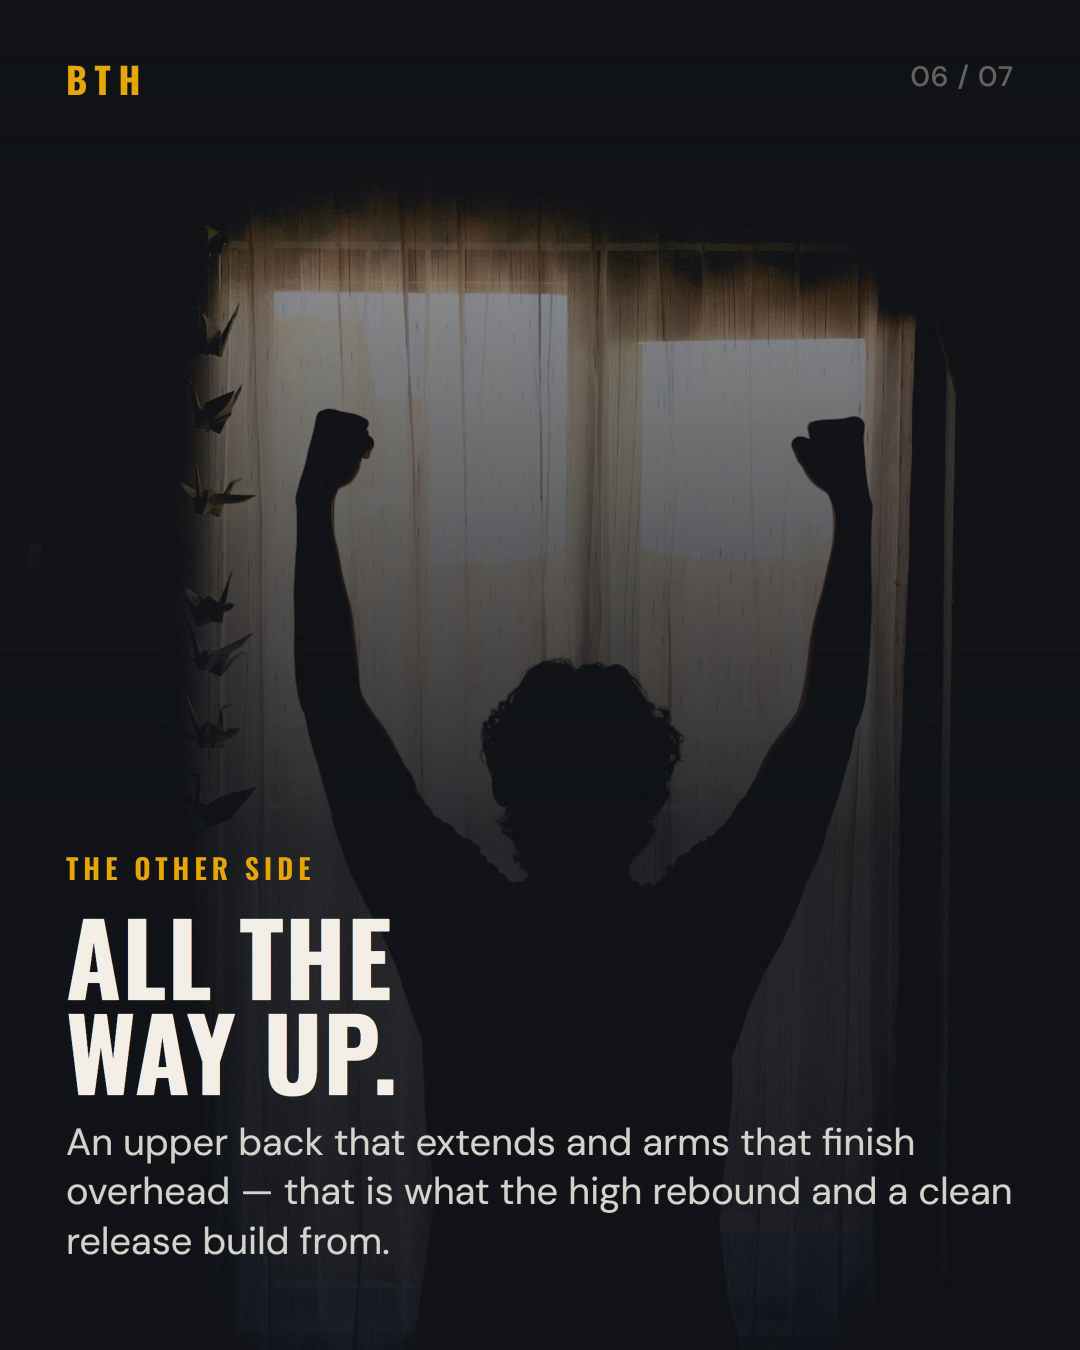 BTH
06 / 07
THE OTHER SIDE
ALL THE
WAY UP.
An upper back that extends and arms that finish
overhead — that is what the high rebound and a clean
release build from.